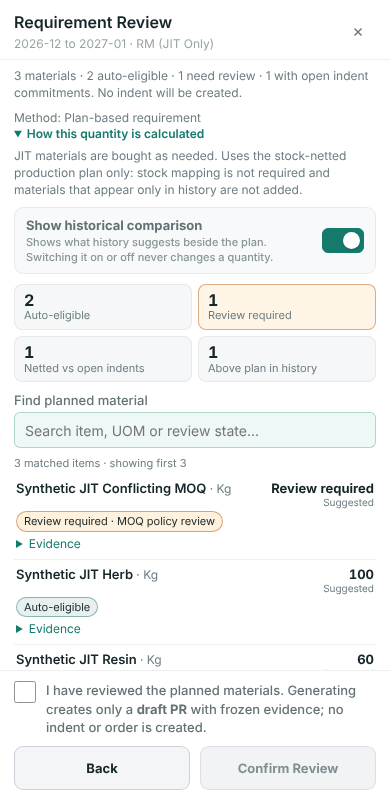 Requirement Review
×
2026-12 to 2027-01 · RM (JIT Only)
3 materials · 2 auto-eligible · 1 need review · 1 with open indent
commitments. No indent will be created.
Method: Plan-based requirement
▼ How this quantity is calculated
JIT materials are bought as needed. Uses the stock-netted
production plan only: stock mapping is not required and
materials that appear only in history are not added.
Show historical comparison
Shows what history suggests beside the plan.
Switching it on or off never changes a quantity.
2
Auto-eligible
1
Review required
1
Netted vs open indents
1
Above plan in history
Find planned material
Search item, UOM or review state...
3 matched items · showing first 3
Synthetic JIT Conflicting MOQ · Kg
Review required
Suggested
Review required · MOQ policy review
▶ Evidence
Synthetic JIT Herb · Kg
100
Suggested
Auto-eligible
▶ Evidence
Synthetic JIT Resin · Kg
60
I have reviewed the planned materials. Generating
creates only a draft PR with frozen evidence; no
indent or order is created.
Back
Confirm Review